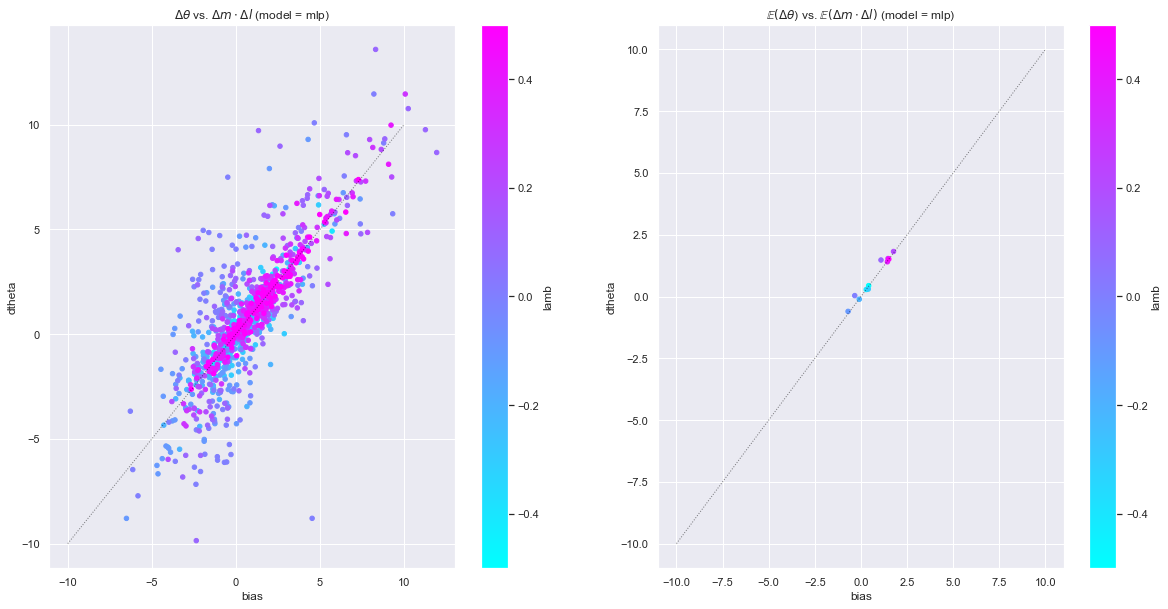 Δθ vs. Δm · Δl (model = mlp)
10
5
0
−5
−10
dtheta
−10 −5 0 5 10
bias
0.4
0.2
0.0
−0.2
−0.4
lamb
𝔼(Δθ) vs. 𝔼(Δm · Δl) (model = mlp)
10.0
7.5
5.0
2.5
0.0
−2.5
−5.0
−7.5
−10.0
dtheta
−10.0 −7.5 −5.0 −2.5 0.0 2.5 5.0 7.5 10.0
bias
0.4
0.2
0.0
−0.2
−0.4
lamb